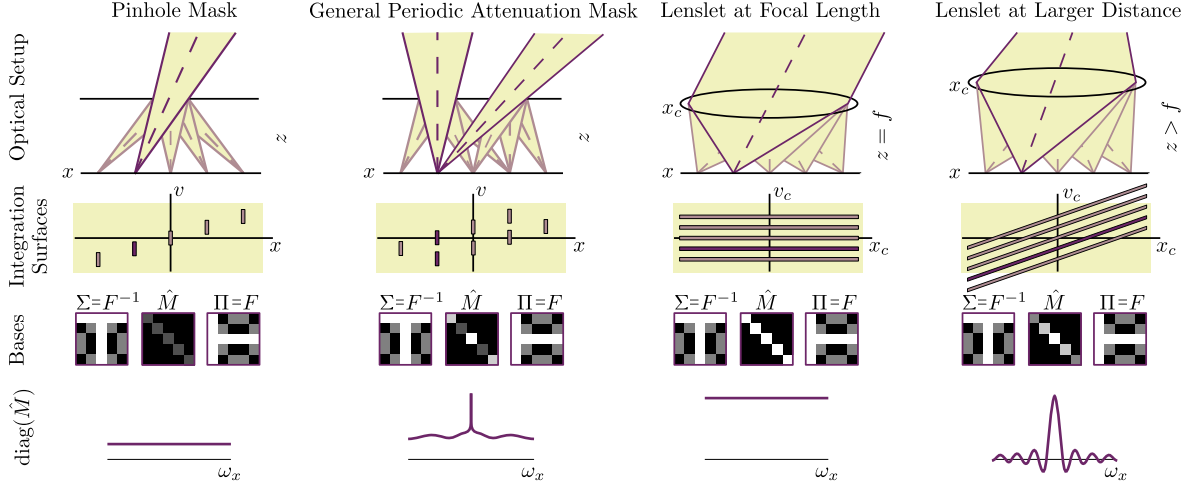 Pinhole Mask
General Periodic Attenuation Mask
Lenslet at Focal Length
Lenslet at Larger Distance
Optical Setup
x
z
x
z
x_c
x
z = f
x_c
x
z > f
Integration
Surfaces
v
x
v
x
v_c
x_c
v_c
x_c
Bases
Σ=F⁻¹ M̂ Π=F
Σ=F⁻¹ M̂ Π=F
Σ=F⁻¹ M̂ Π=F
Σ=F⁻¹ M̂ Π=F
diag(M̂)
ω_x
ω_x
ω_x
ω_x